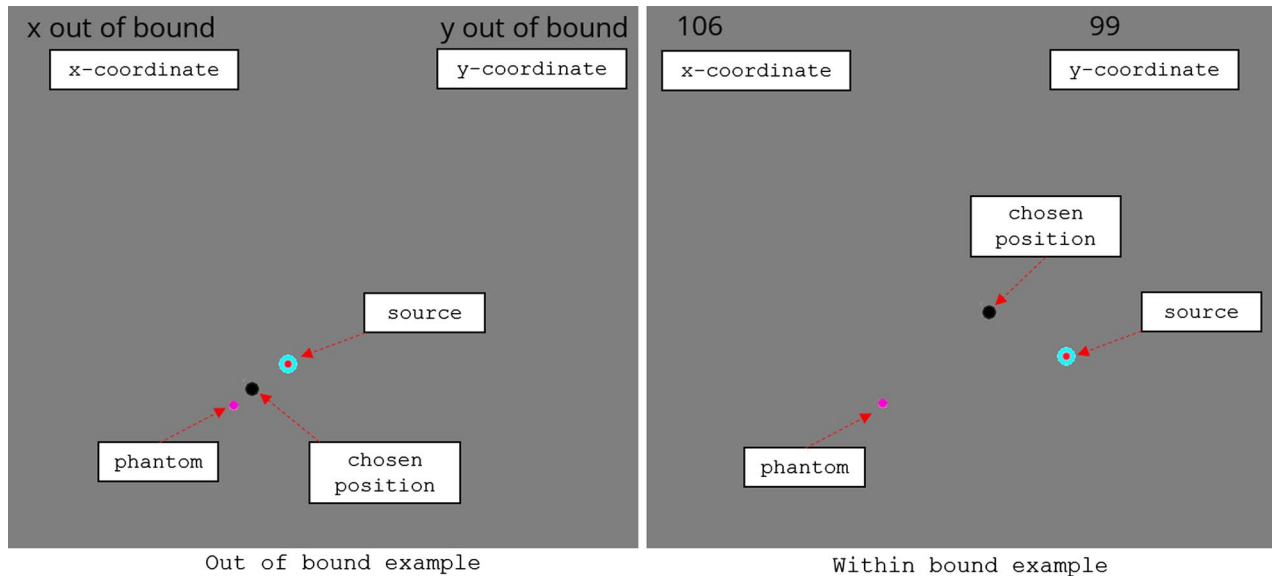 x out of bound
y out of bound
x-coordinate
y-coordinate
source
phantom
chosen
position
Out of bound example
106
99
x-coordinate
y-coordinate
chosen
position
source
phantom
Within bound example